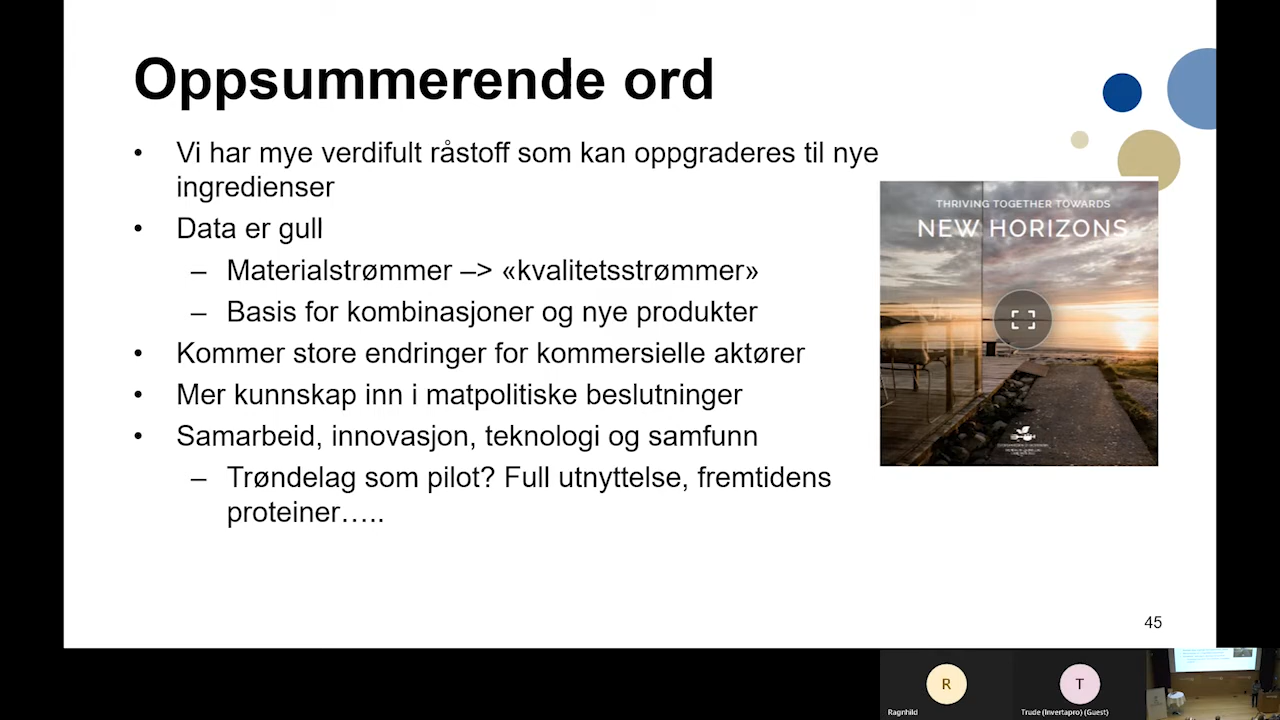 Oppsummerende ord
• Vi har mye verdifult råstoff som kan oppgraderes til nye
ingredienser
• Data er gull
– Materialstrømmer –> «kvalitetsstrømmer»
– Basis for kombinasjoner og nye produkter
• Kommer store endringer for kommersielle aktører
• Mer kunnskap inn i matpolitiske beslutninger
• Samarbeid, innovasjon, teknologi og samfunn
– Trøndelag som pilot? Full utnyttelse, fremtidens
proteiner…..
THRIVING TOGETHER TOWARDS
NEW HORIZONS
45
R
Ragnhild
T
Trude (Invertapro) (Guest)